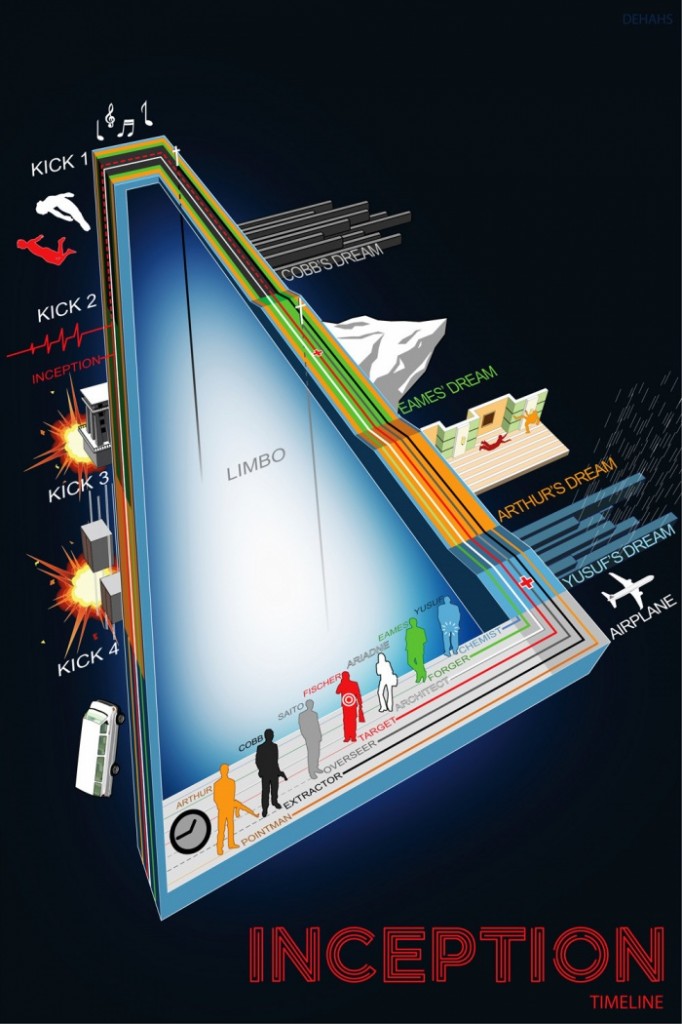 DEHAHS
KICK 1
COBB'S DREAM
KICK 2
INCEPTION
EAMES' DREAM
LIMBO
KICK 3
ARTHUR'S DREAM
YUSUF'S DREAM
AIRPLANE
KICK 4
YUSUF
CHEMIST
EAMES
FORGER
ARIADNE
ARCHITECT
FISCHER
TARGET
SAITO
OVERSEER
COBB
EXTRACTOR
ARTHUR
POINTMAN
INCEPTION
TIMELINE